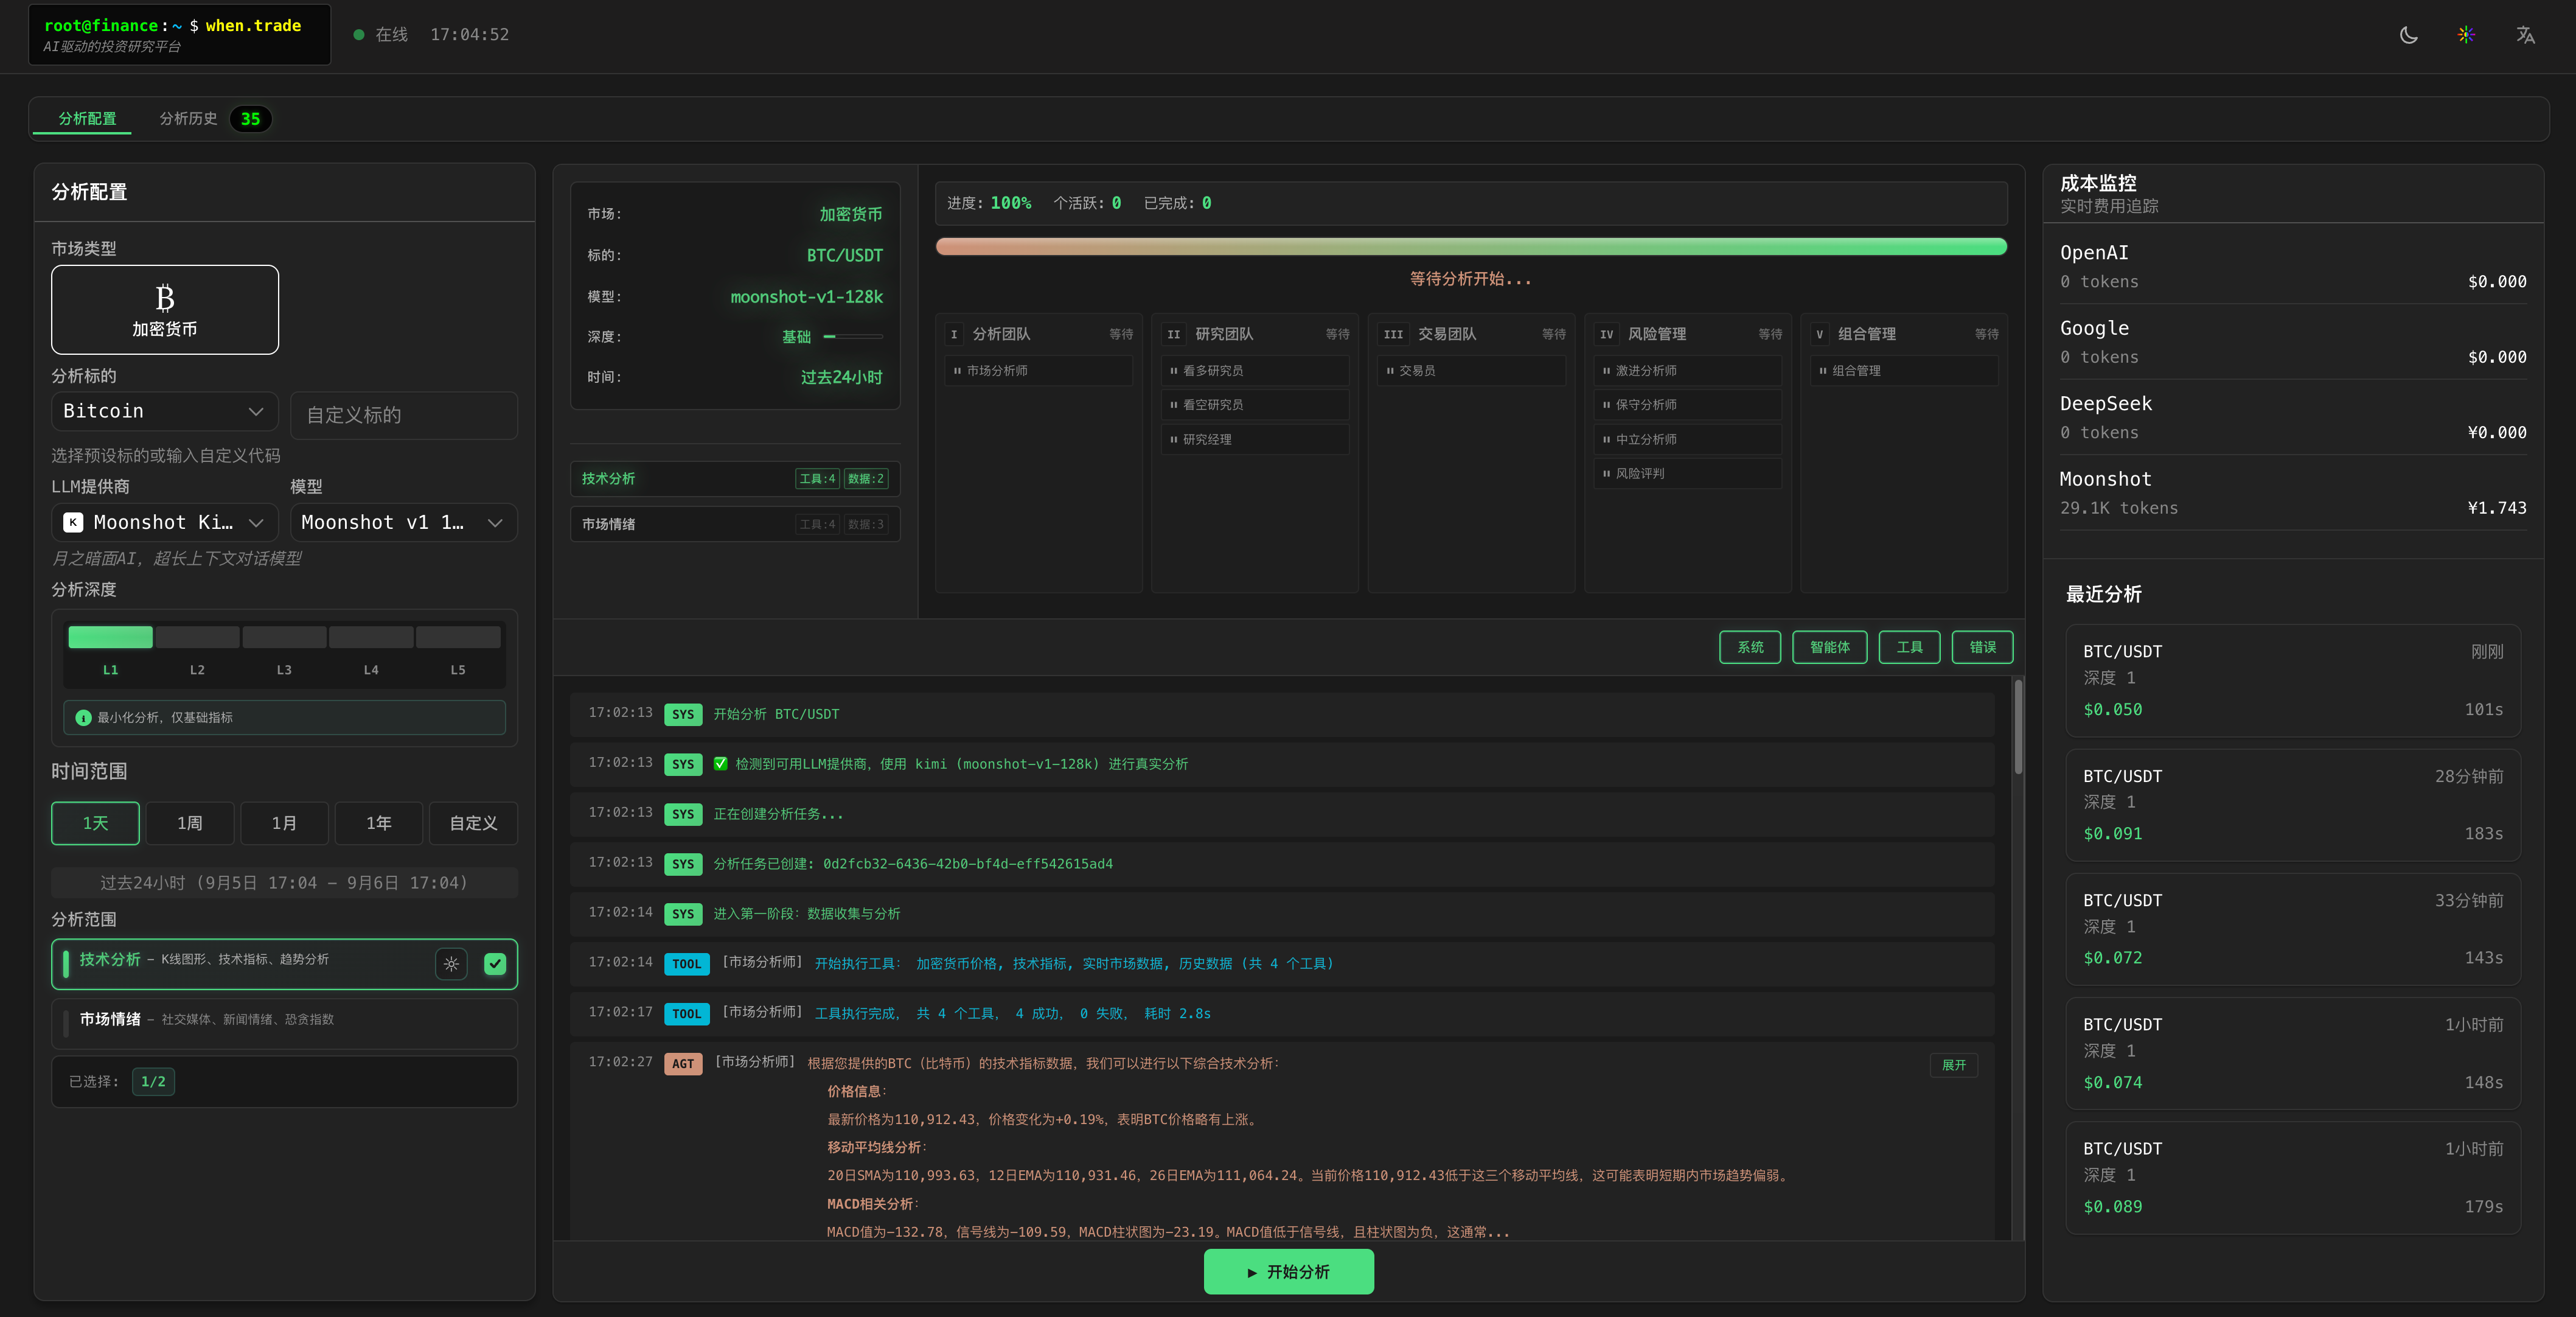 root@finance:~ $ when.trade
AI驱动的投资研究平台
在线 17:04:52
分析配置 分析历史 35
分析配置
市场类型
₿
加密货币
分析标的
Bitcoin 自定义标的
选择预设标的或输入自定义代码
LLM提供商 模型
K Moonshot Ki... Moonshot v1 1...
月之暗面AI, 超长上下文对话模型
分析深度
L1 L2 L3 L4 L5
最小化分析, 仅基础指标
时间范围
1天 1周 1月 1年 自定义
过去24小时 (9月5日 17:04 - 9月6日 17:04)
分析范围
技术分析 - K线图形、技术指标、趋势分析
市场情绪 - 社交媒体、新闻情绪、恐贪指数
已选择: 1/2
市场: 加密货币
标的: BTC/USDT
模型: moonshot-v1-128k
深度: 基础
时间: 过去24小时
技术分析 工具:4 数据:2
市场情绪 工具:4 数据:3
进度: 100% 个活跃: 0 已完成: 0
等待分析开始...
I 分析团队 等待
市场分析师
II 研究团队 等待
看多研究员
看空研究员
研究经理
III 交易团队 等待
交易员
IV 风险管理 等待
激进分析师
保守分析师
中立分析师
风险评判
V 组合管理 等待
组合管理
系统 智能体 工具 错误
17:02:13 SYS 开始分析 BTC/USDT
17:02:13 SYS ✅ 检测到可用LLM提供商, 使用 kimi (moonshot-v1-128k) 进行真实分析
17:02:13 SYS 正在创建分析任务...
17:02:13 SYS 分析任务已创建: 0d2fcb32-6436-42b0-bf4d-eff542615ad4
17:02:14 SYS 进入第一阶段: 数据收集与分析
17:02:14 TOOL [市场分析师] 开始执行工具: 加密货币价格, 技术指标, 实时市场数据, 历史数据 (共 4 个工具)
17:02:17 TOOL [市场分析师] 工具执行完成, 共 4 个工具, 4 成功, 0 失败, 耗时 2.8s
17:02:27 AGT [市场分析师] 根据您提供的BTC（比特币）的技术指标数据，我们可以进行以下综合技术分析： 展开
价格信息：
最新价格为110,912.43，价格变化为+0.19%，表明BTC价格略有上涨。
移动平均线分析：
20日SMA为110,993.63，12日EMA为110,931.46，26日EMA为111,064.24。当前价格110,912.43低于这三个移动平均线，这可能表明短期内市场趋势偏弱。
MACD相关分析：
MACD值为-132.78，信号线为-109.59，MACD柱状图为-23.19。MACD值低于信号线，且柱状图为负，这通常...
▶ 开始分析
成本监控
实时费用追踪
OpenAI
0 tokens $0.000
Google
0 tokens $0.000
DeepSeek
0 tokens ¥0.000
Moonshot
29.1K tokens ¥1.743
最近分析
BTC/USDT 刚刚
深度 1
$0.050 101s
BTC/USDT 28分钟前
深度 1
$0.091 183s
BTC/USDT 33分钟前
深度 1
$0.072 143s
BTC/USDT 1小时前
深度 1
$0.074 148s
BTC/USDT 1小时前
深度 1
$0.089 179s